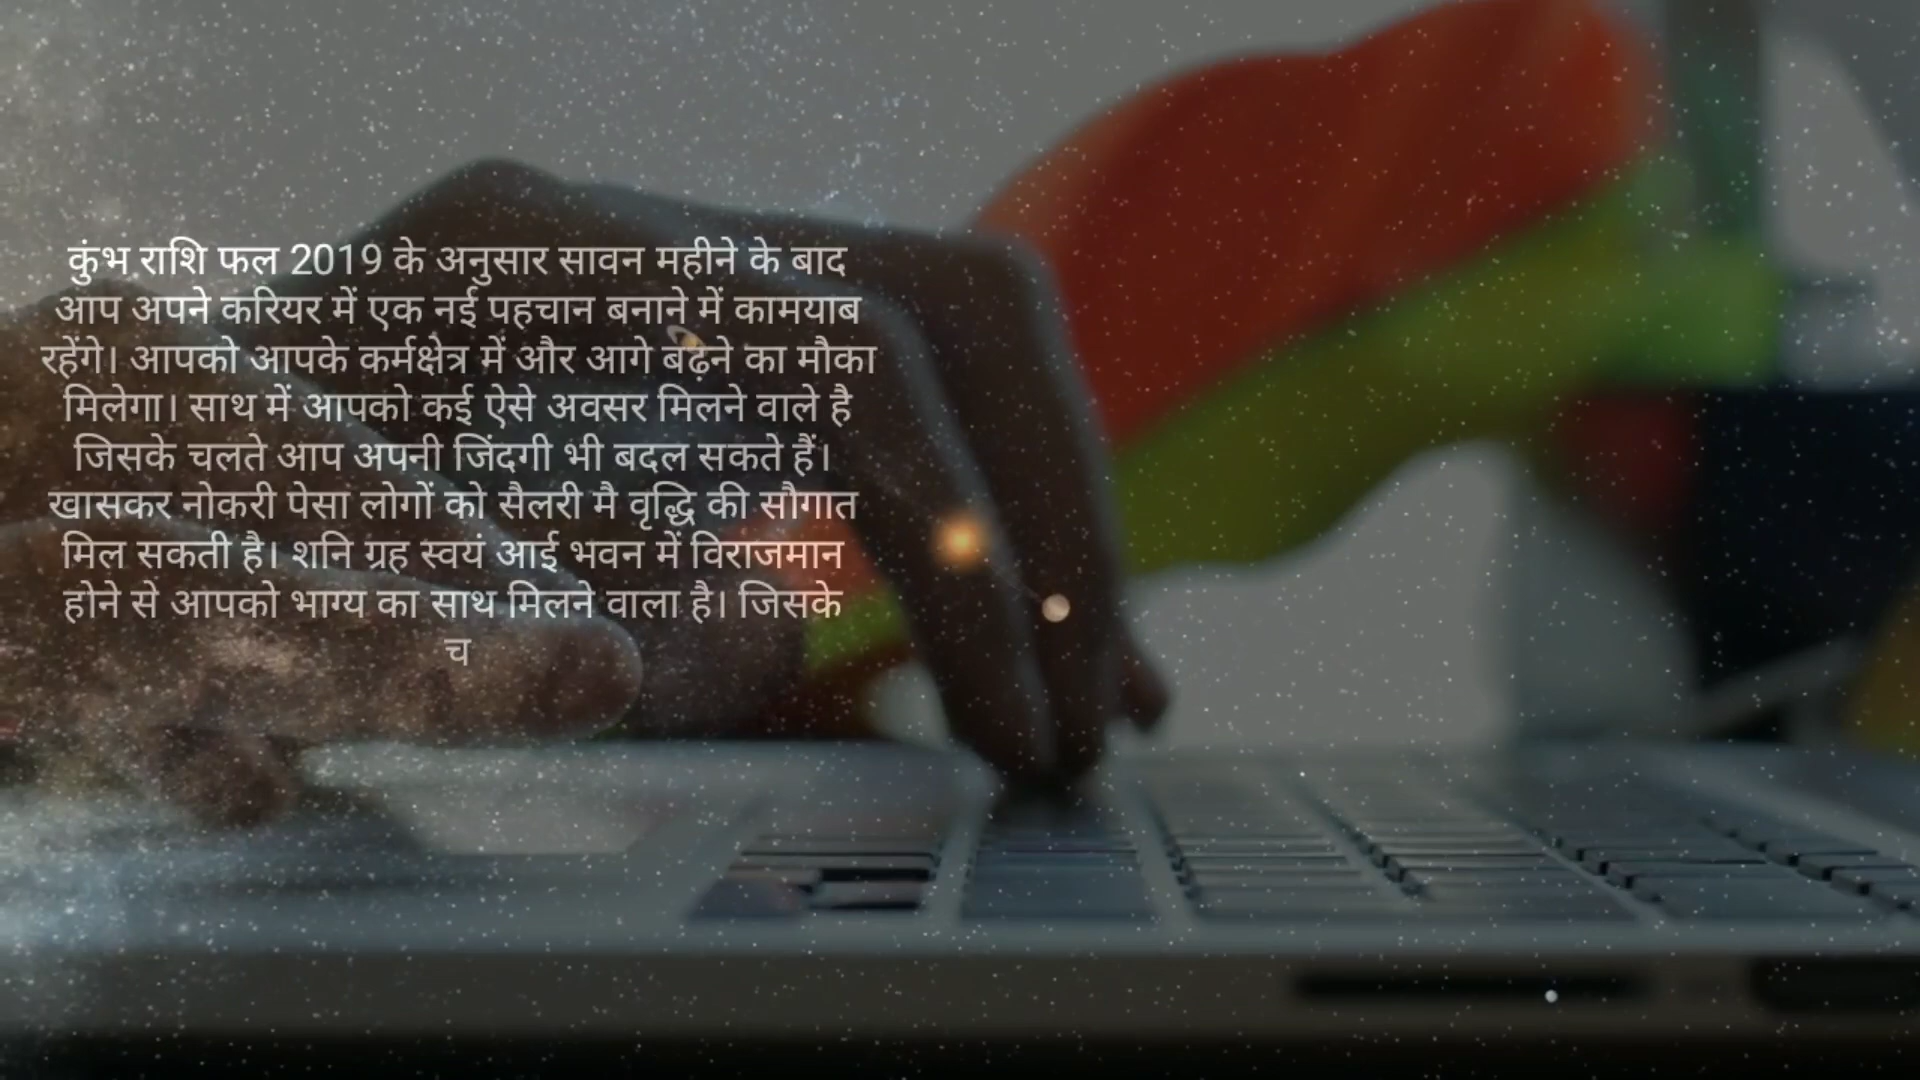 कुंभ राशि फल 2019 के अनुसार सावन महीने के बाद
आप अपने करियर में एक नई पहचान बनाने में कामयाब
रहेंगे। आपको आपके कर्मक्षेत्र में और आगे बढ़ने का मौका
मिलेगा। साथ में आपको कई ऐसे अवसर मिलने वाले है
जिसके चलते आप अपनी जिंदगी भी बदल सकते हैं।
खासकर नोकरी पेसा लोगों को सैलरी मै वृद्धि की सौगात
मिल सकती है। शनि ग्रह स्वयं आई भवन में विराजमान
होने से आपको भाग्य का साथ मिलने वाला है। जिसके
च